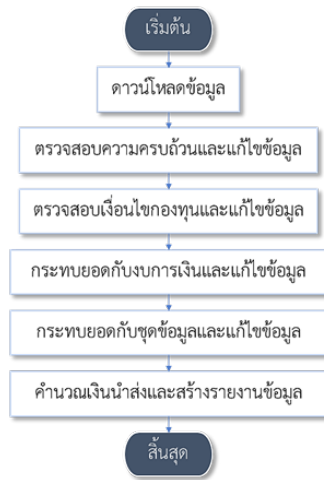 เริ่มต้น
ดาวน์โหลดข้อมูล
ตรวจสอบความครบถ้วนและแก้ไขข้อมูล
ตรวจสอบเงื่อนไขกองทุนและแก้ไขข้อมูล
กระทบยอดกับงบการเงินและแก้ไขข้อมูล
กระทบยอดกับชุดข้อมูลและแก้ไขข้อมูล
คำนวณเงินนำส่งและสร้างรายงานข้อมูล
สิ้นสุด